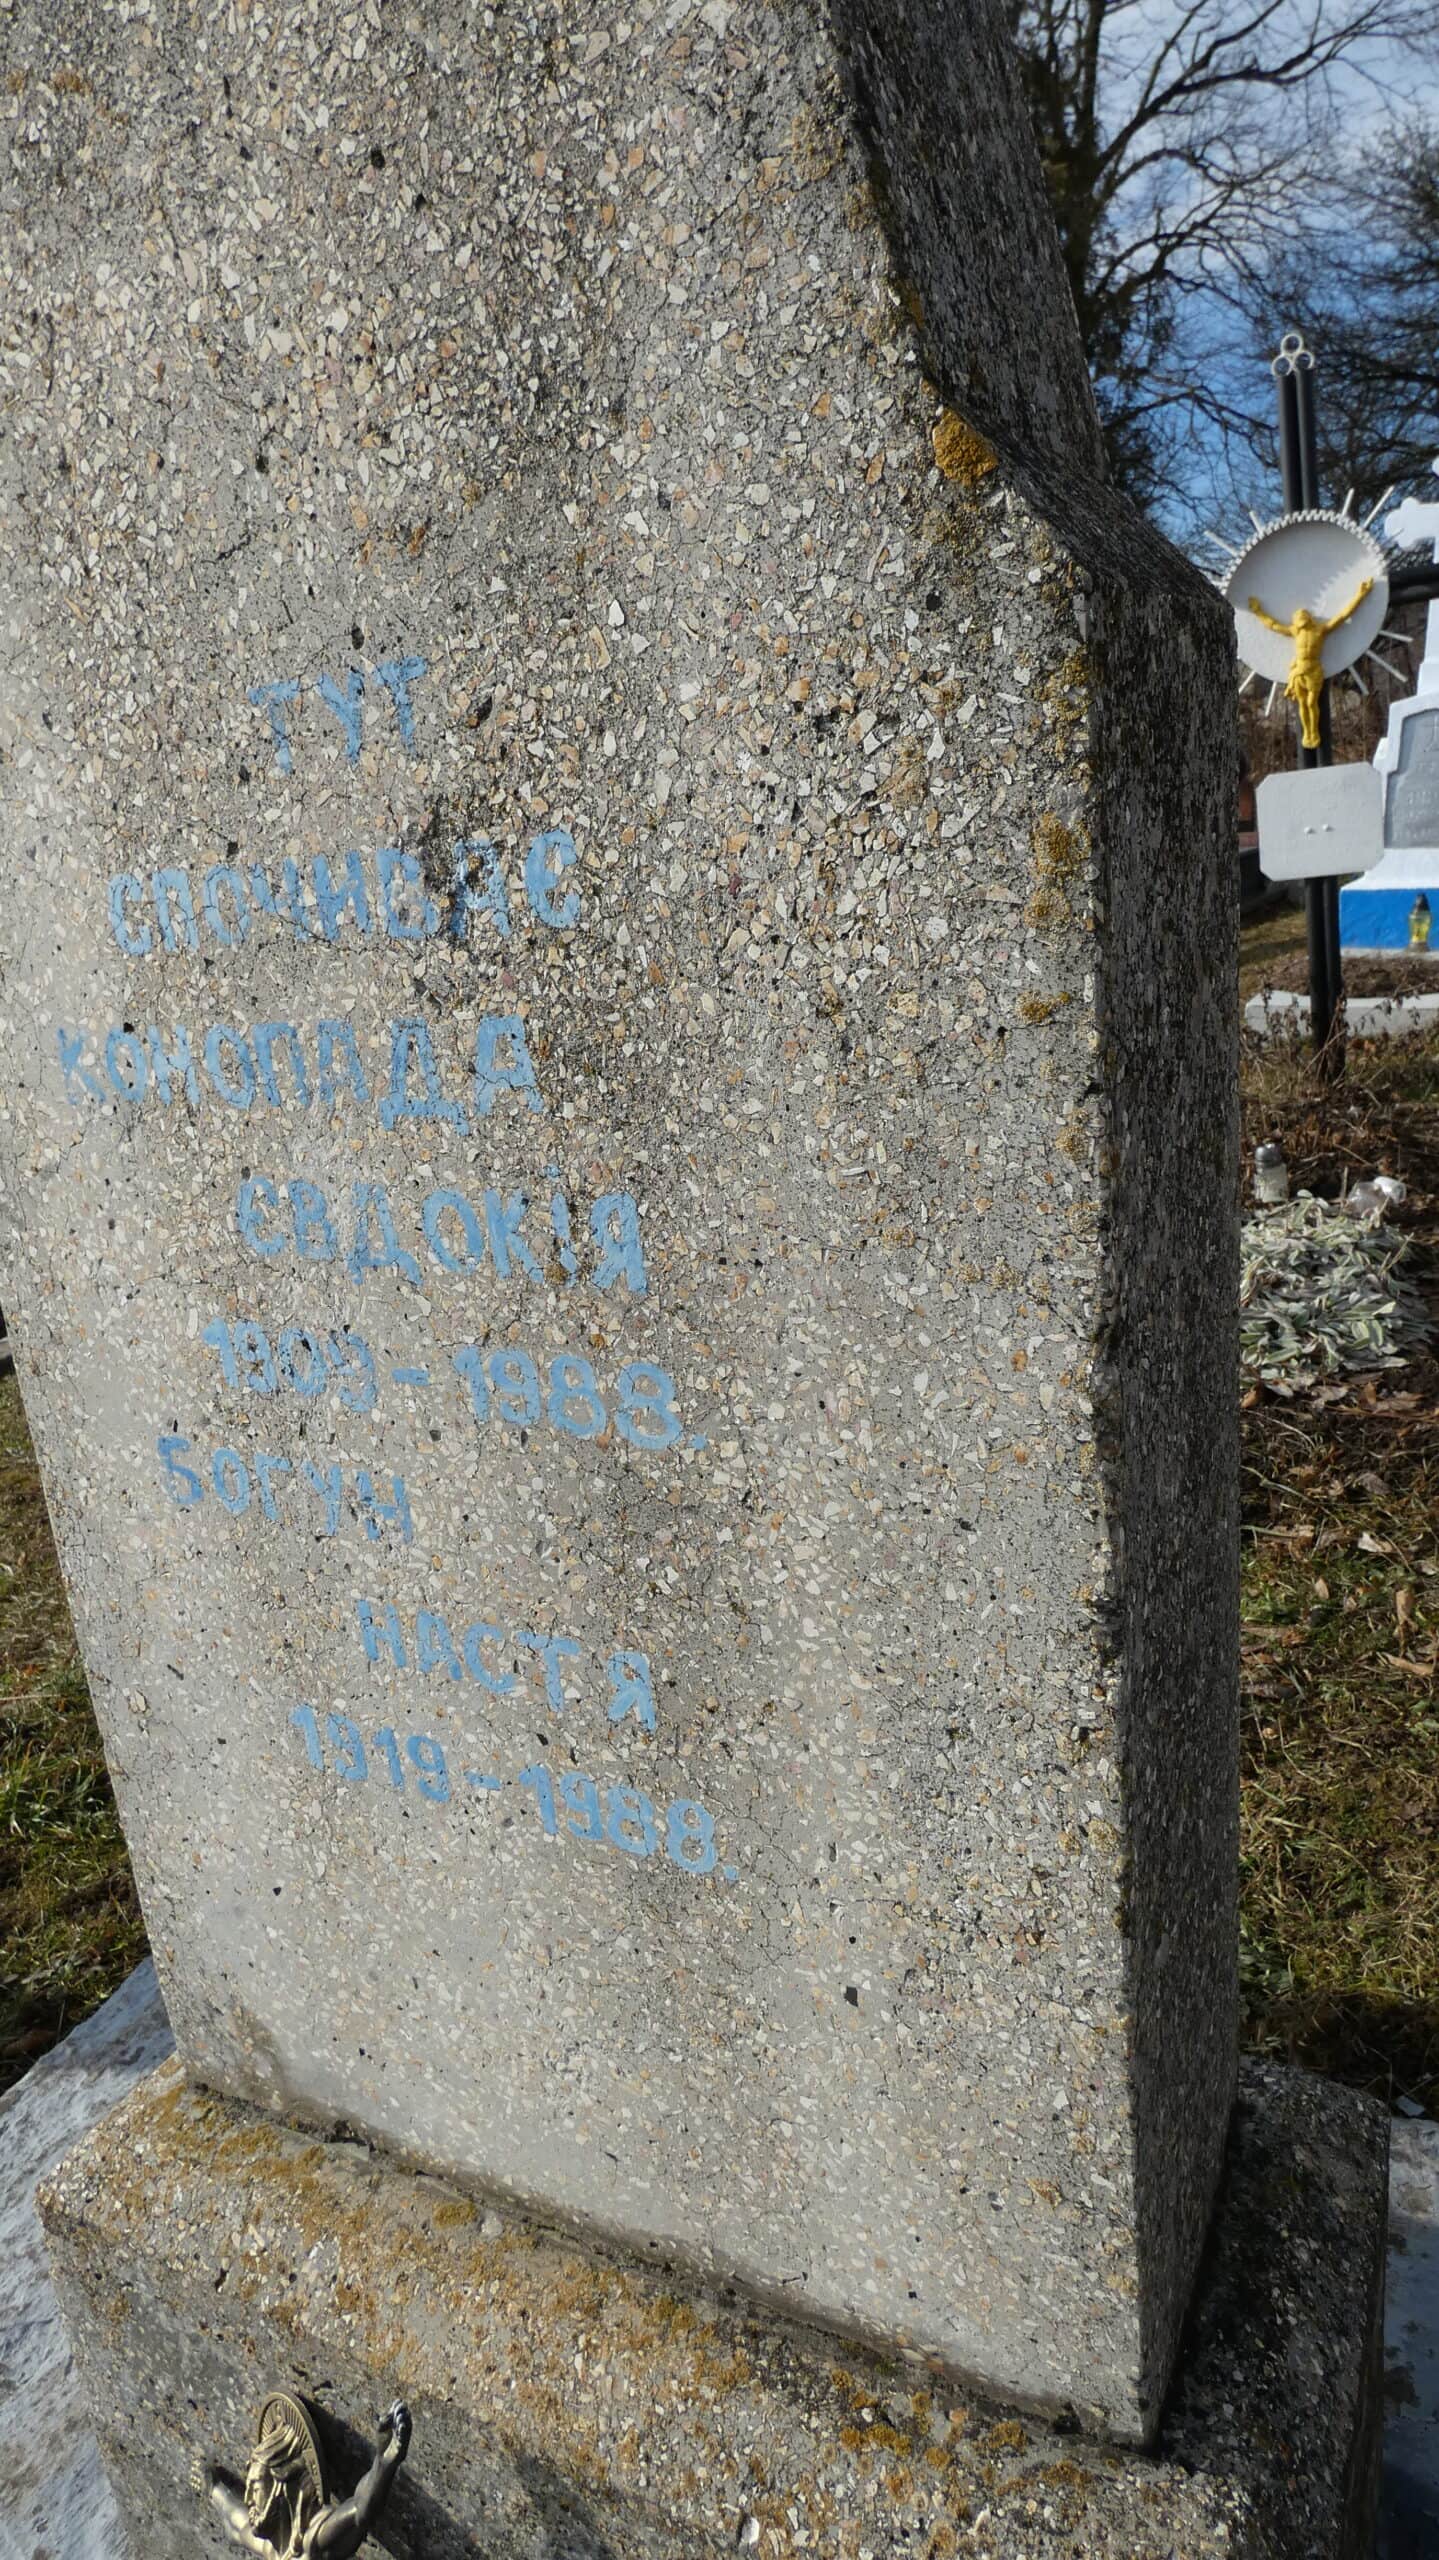 ТУТ
СПОЧИВАЄ
КОНОПАДА
ЄВДОКІЯ
1909-1988.
БОГУН
НАСТЯ
1919-1988.